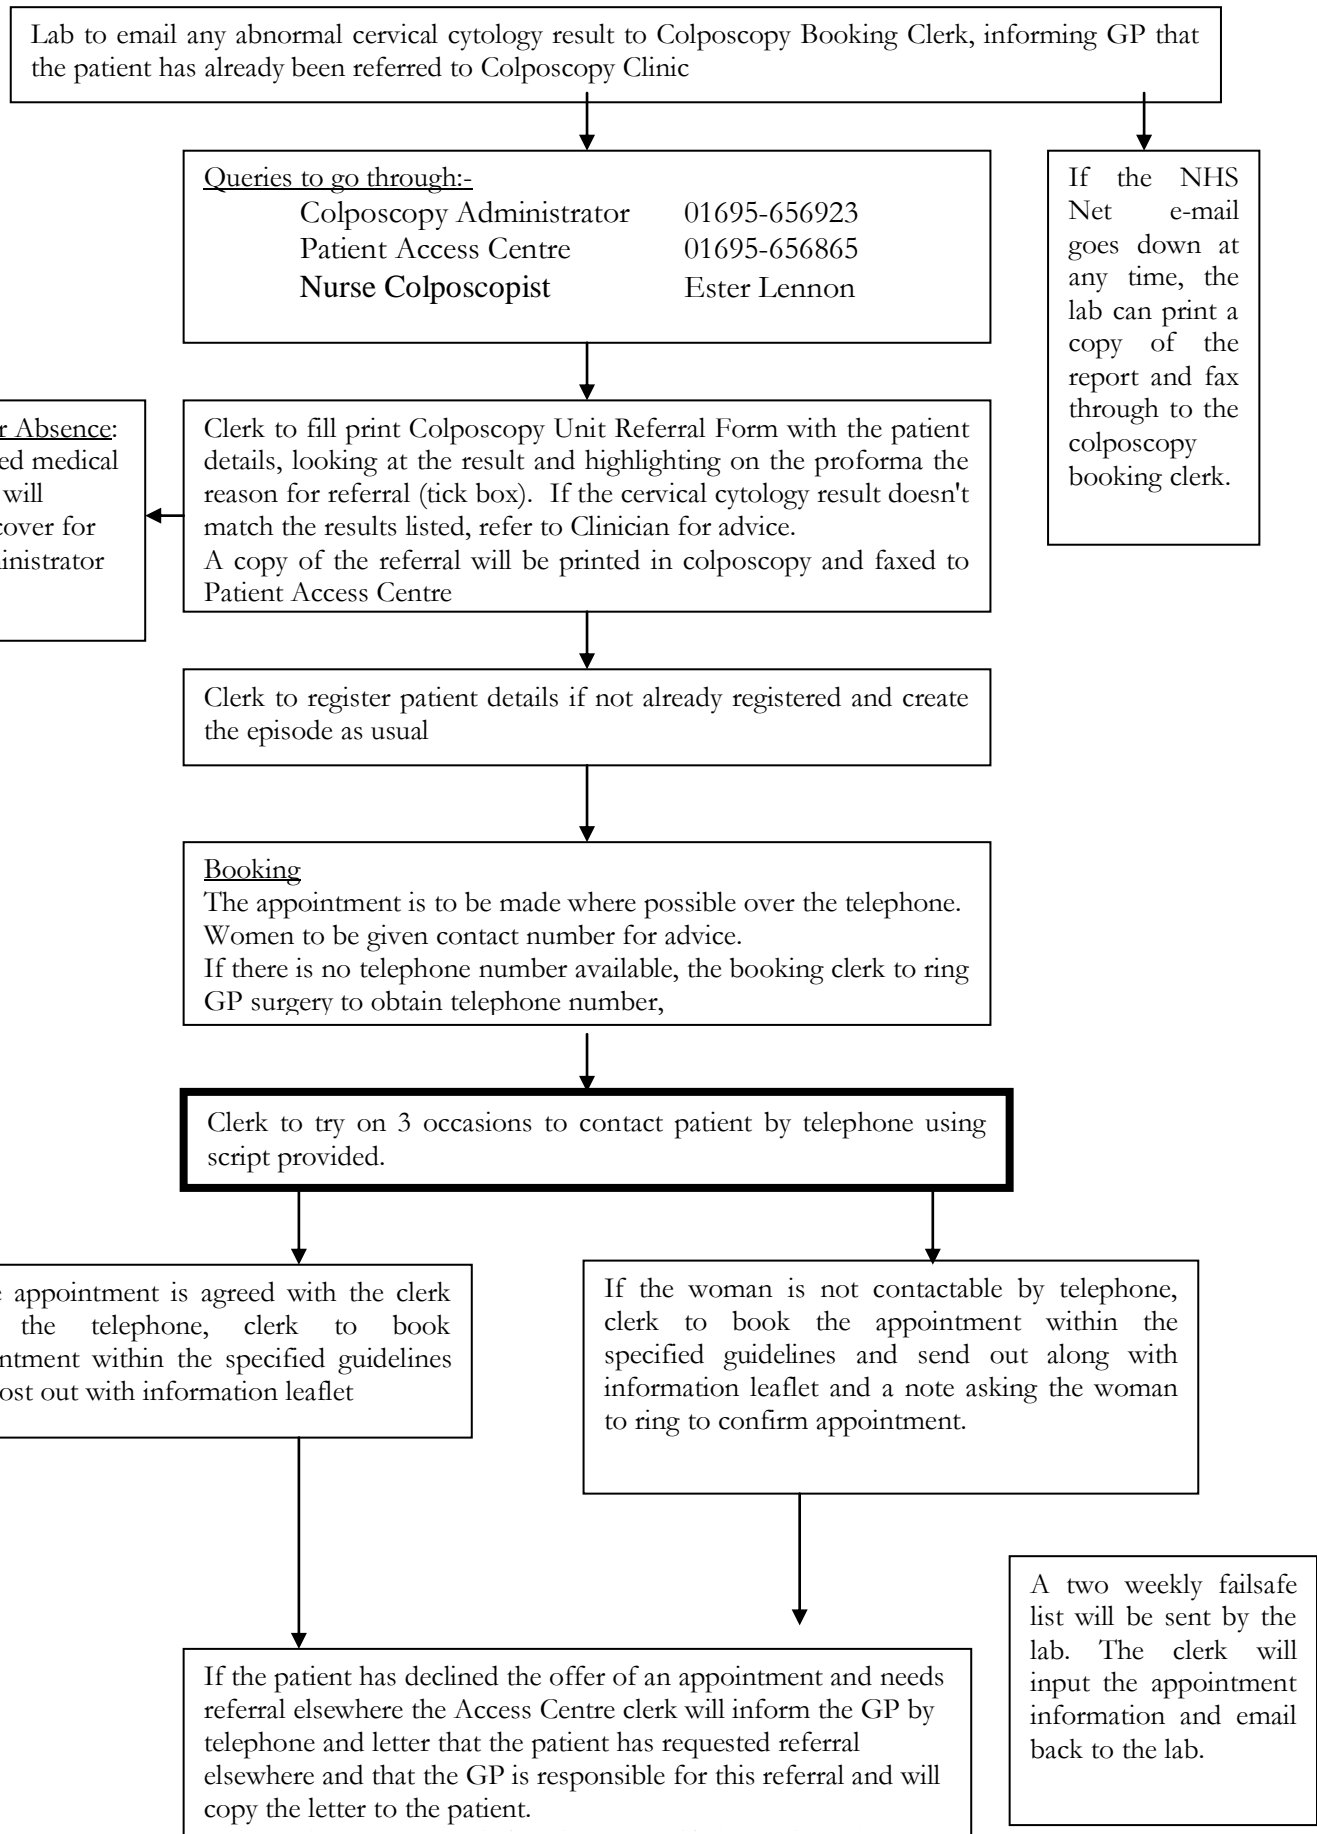 Lab to email any abnormal cervical cytology result to Colposcopy Booking Clerk, informing GP that
the patient has already been referred to Colposcopy Clinic
Queries to go through:-
Colposcopy Administrator 01695-656923
Patient Access Centre 01695-656865
Nurse Colposcopist Ester Lennon
If the NHS
Net e-mail
goes down at
any time, the
lab can print a
copy of the
report and fax
through to the
colposcopy
booking clerk.
Absence:
medical
will
cover for
Clerk to fill print Colposcopy Unit Referral Form with the patient
details, looking at the result and highlighting on the proforma the
reason for referral (tick box). If the cervical cytology result doesn't
match the results listed, refer to Clinician for advice.
A copy of the referral will be printed in colposcopy and faxed to
Patient Access Centre
Clerk to register patient details if not already registered and create
the episode as usual
Booking
The appointment is to be made where possible over the telephone.
Women to be given contact number for advice.
If there is no telephone number available, the booking clerk to ring
GP surgery to obtain telephone number,
Clerk to try on 3 occasions to contact patient by telephone using
script provided.
appointment is agreed with the clerk
the telephone, clerk to book
within the specified guidelines
out with information leaflet
If the woman is not contactable by telephone,
clerk to book the appointment within the
specified guidelines and send out along with
information leaflet and a note asking the woman
to ring to confirm appointment.
A two weekly failsafe
list will be sent by the
lab. The clerk will
input the appointment
information and email
back to the lab.
If the patient has declined the offer of an appointment and needs
referral elsewhere the Access Centre clerk will inform the GP by
telephone and letter that the patient has requested referral
elsewhere and that the GP is responsible for this referral and will
copy the letter to the patient.